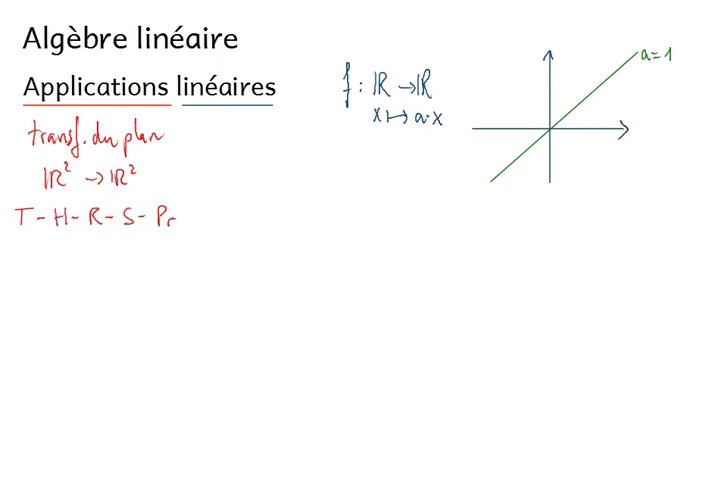 Algèbre linéaire
Applications linéaires
transf. du plan
ℝ² → ℝ²
T - H - R - S - Pr
f : ℝ → ℝ
x ↦ a·x
a = 1